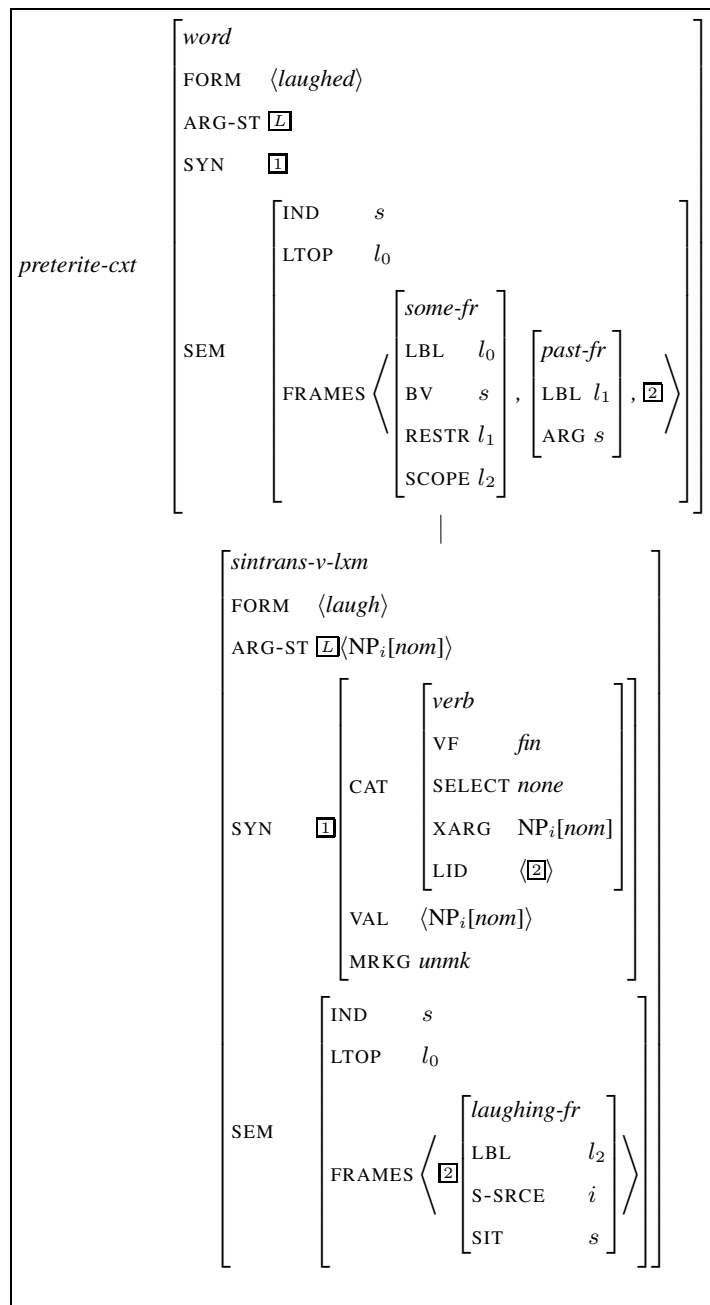 word
FORM ⟨laughed⟩
ARG-ST [L]
SYN [1]
preterite-cxt
SEM
IND s
LTOP l₀
FRAMES ⟨
some-fr
LBL l₀
BV s
RESTR l₁
SCOPE l₂
,
past-fr
LBL l₁
ARG s
, [2] ⟩
sintrans-v-lxm
FORM ⟨laugh⟩
ARG-ST [L]⟨NPᵢ[nom]⟩
SYN [1]
CAT
verb
VF fin
SELECT none
XARG NPᵢ[nom]
LID ⟨[2]⟩
VAL ⟨NPᵢ[nom]⟩
MRKG unmk
SEM
IND s
LTOP l₀
FRAMES ⟨ [2]
laughing-fr
LBL l₂
S-SRCE i
SIT s
⟩